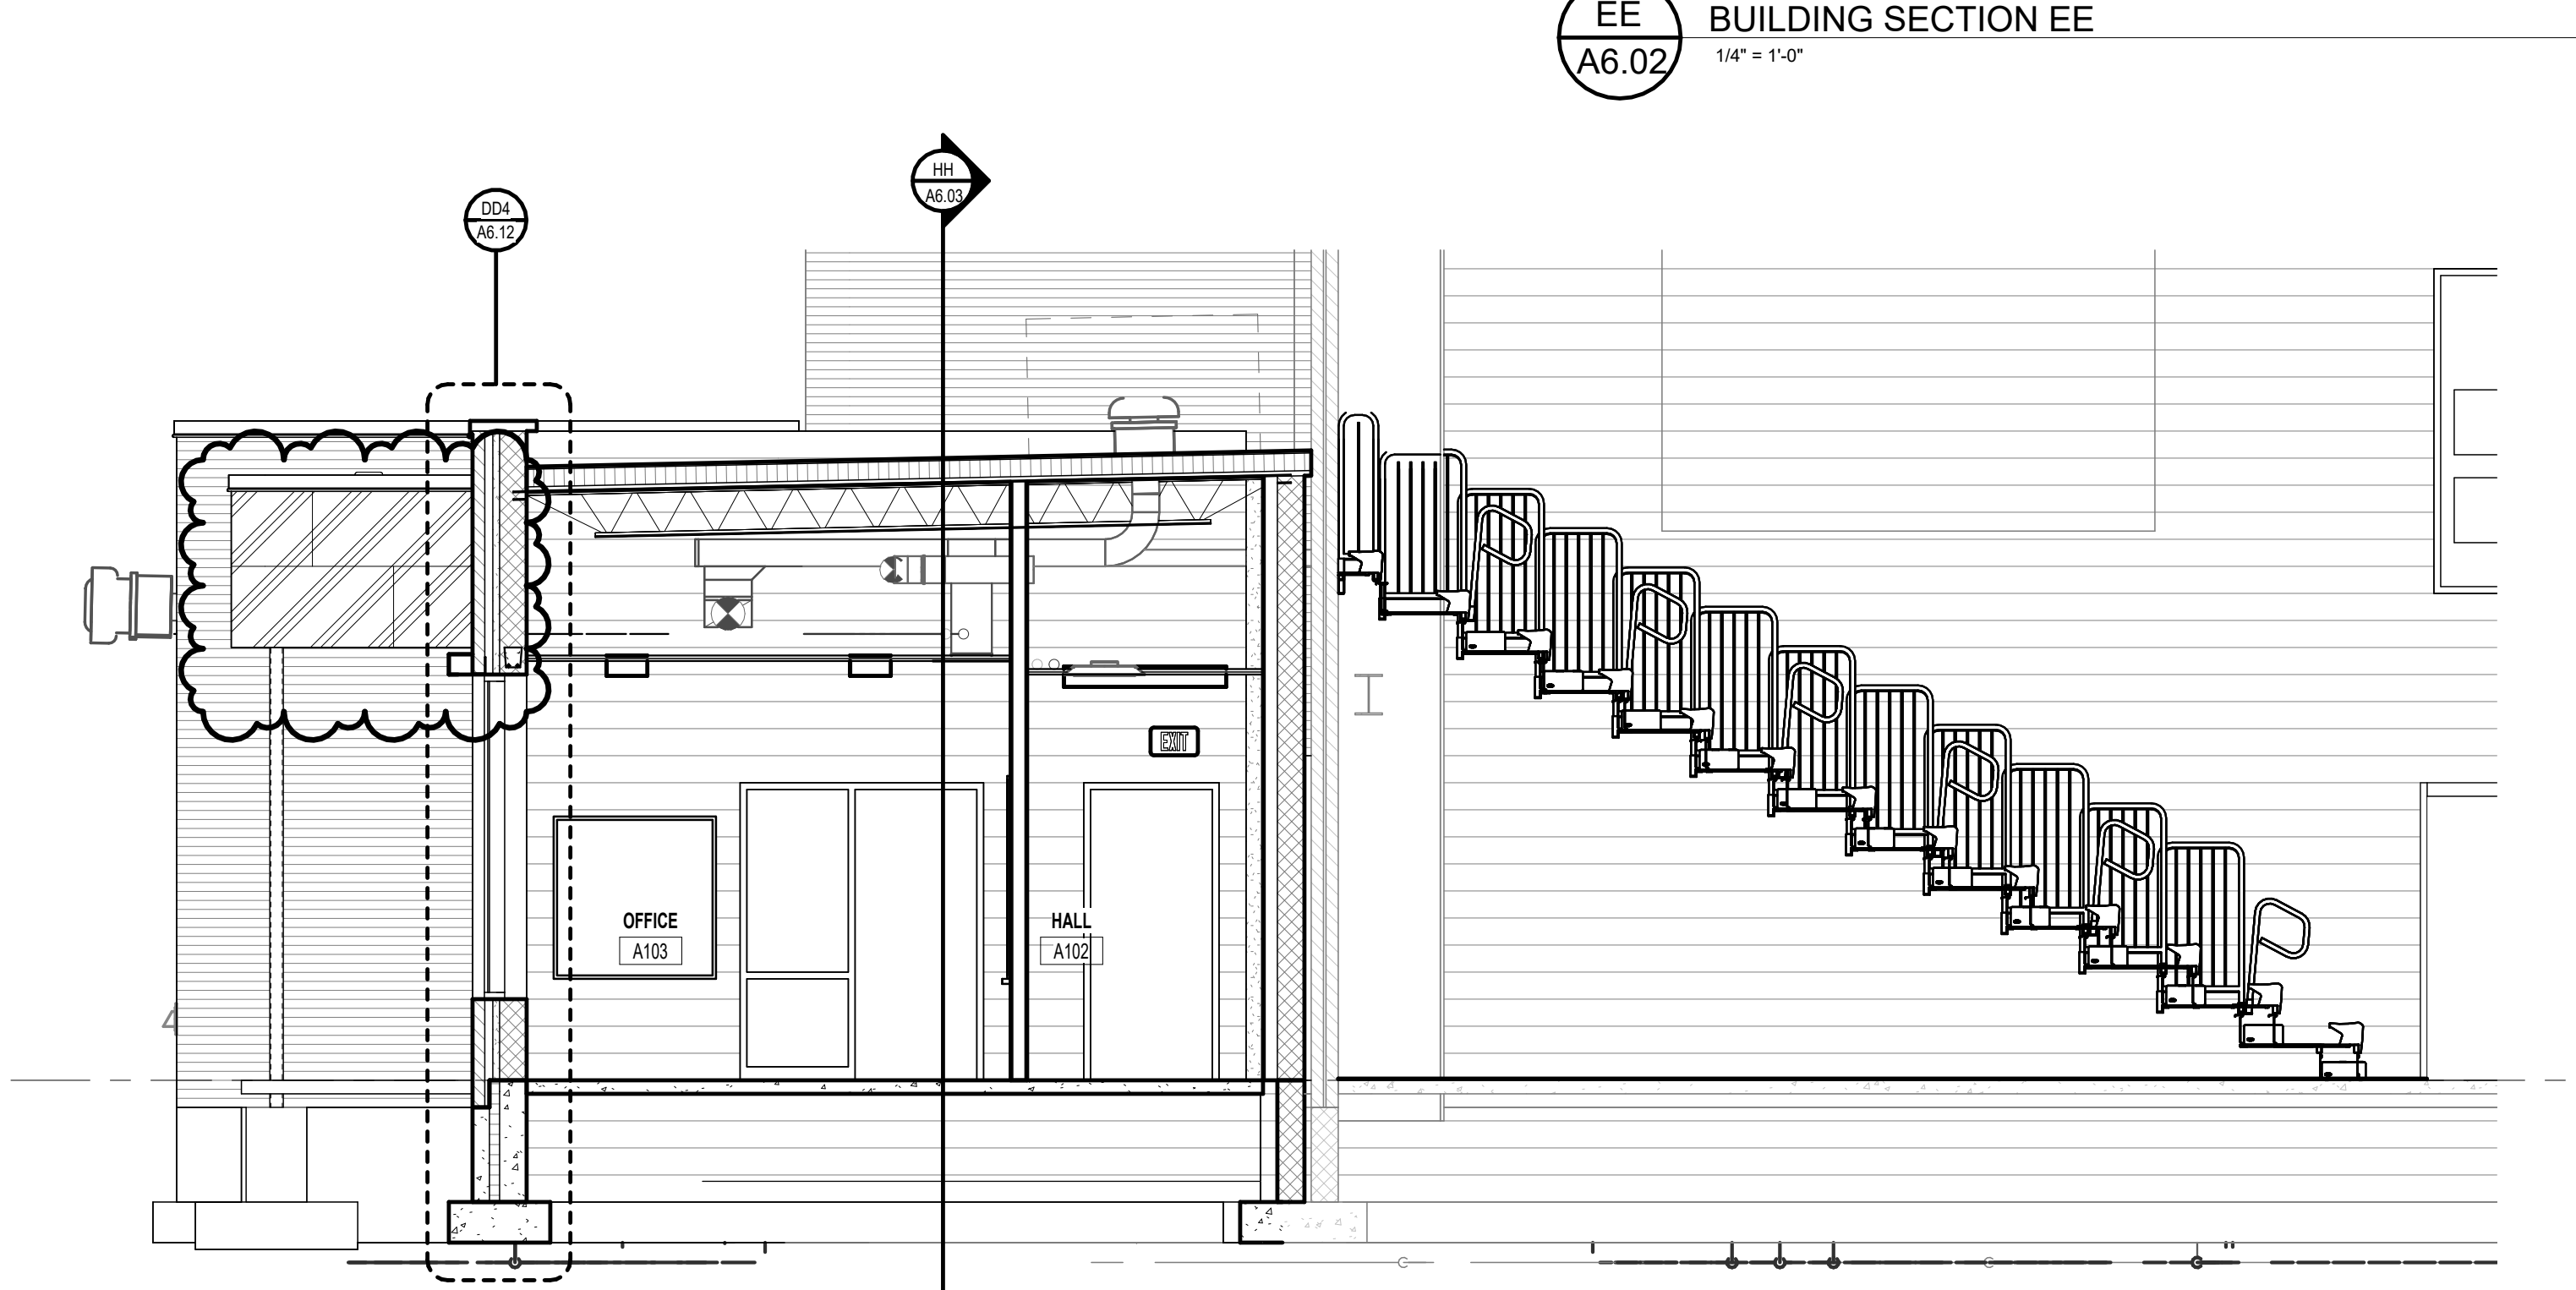 EE
BUILDING SECTION EE
A6.02
1/4" = 1'-0"
HH
A6.03
DD4
A6.12
EXIT
OFFICE
A103
HALL
A102